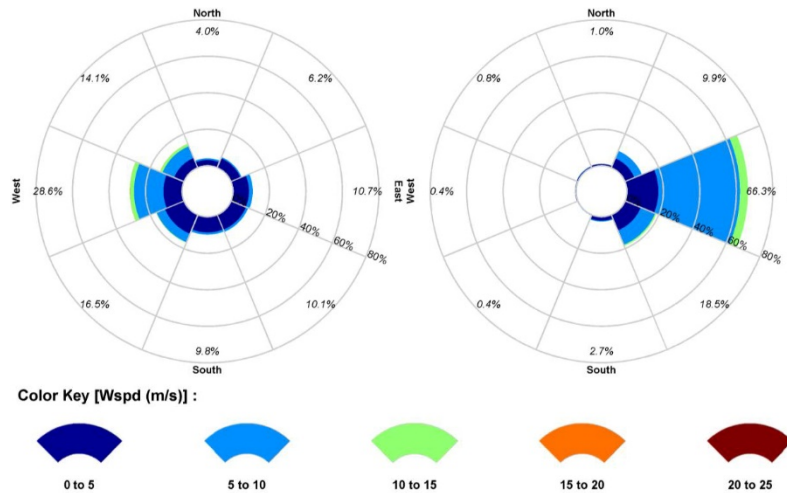 North North
4.0% 1.0%
14.1% 6.2% 0.8% 9.9%
West 28.6% 10.7% East West 0.4% 66.3%
20% 40% 60% 80% 20% 40% 60% 80%
16.5% 10.1% 0.4% 18.5%
9.8% 2.7%
South South
Color Key [Wspd (m/s)] :
0 to 5 5 to 10 10 to 15 15 to 20 20 to 25